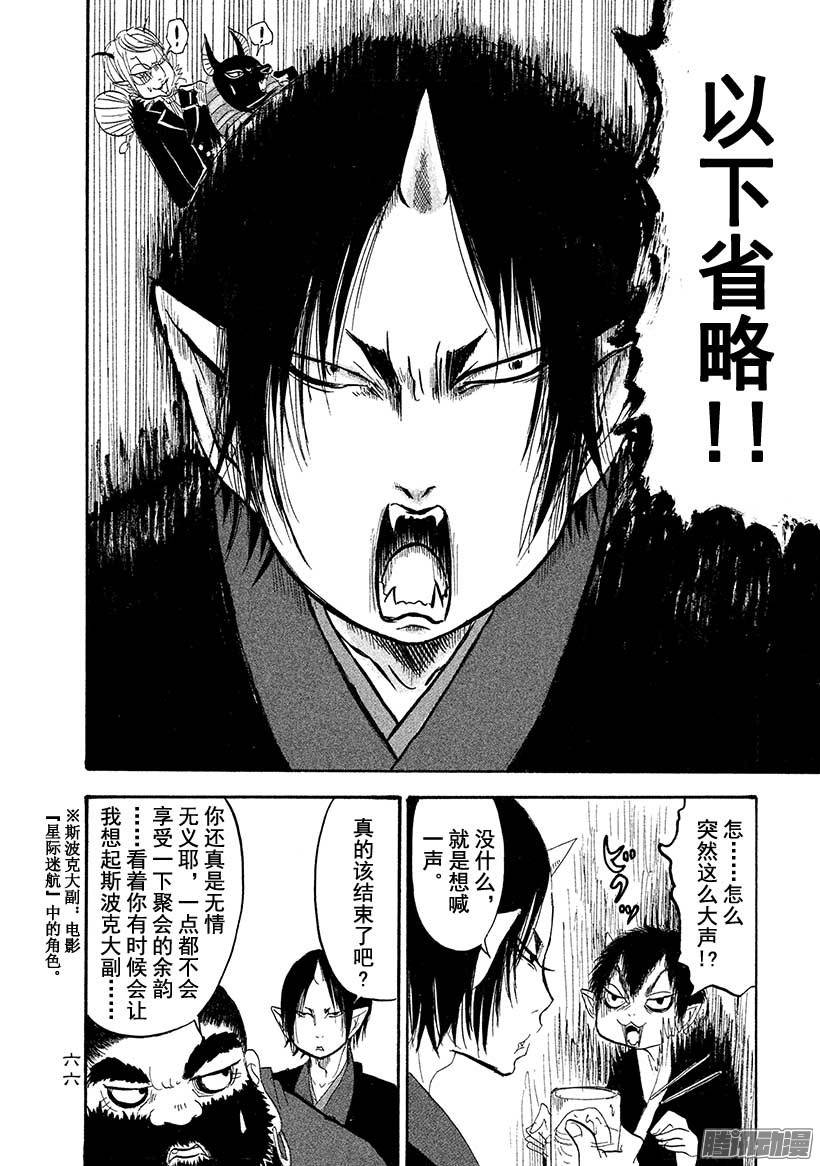 以下省略!!
怎……怎么
突然这么大
声!?
ビクッ
没什么，
就是想喊
一声。
真的该
结束了
吧？
你还真是无情
无义耶，一点都不会
享受一下聚会的余韵
……看着你有时候会让
我想起斯波克大副……
※斯波克大副：电影
『星际迷航』中的角色。
六六
!
!
腾讯动漫